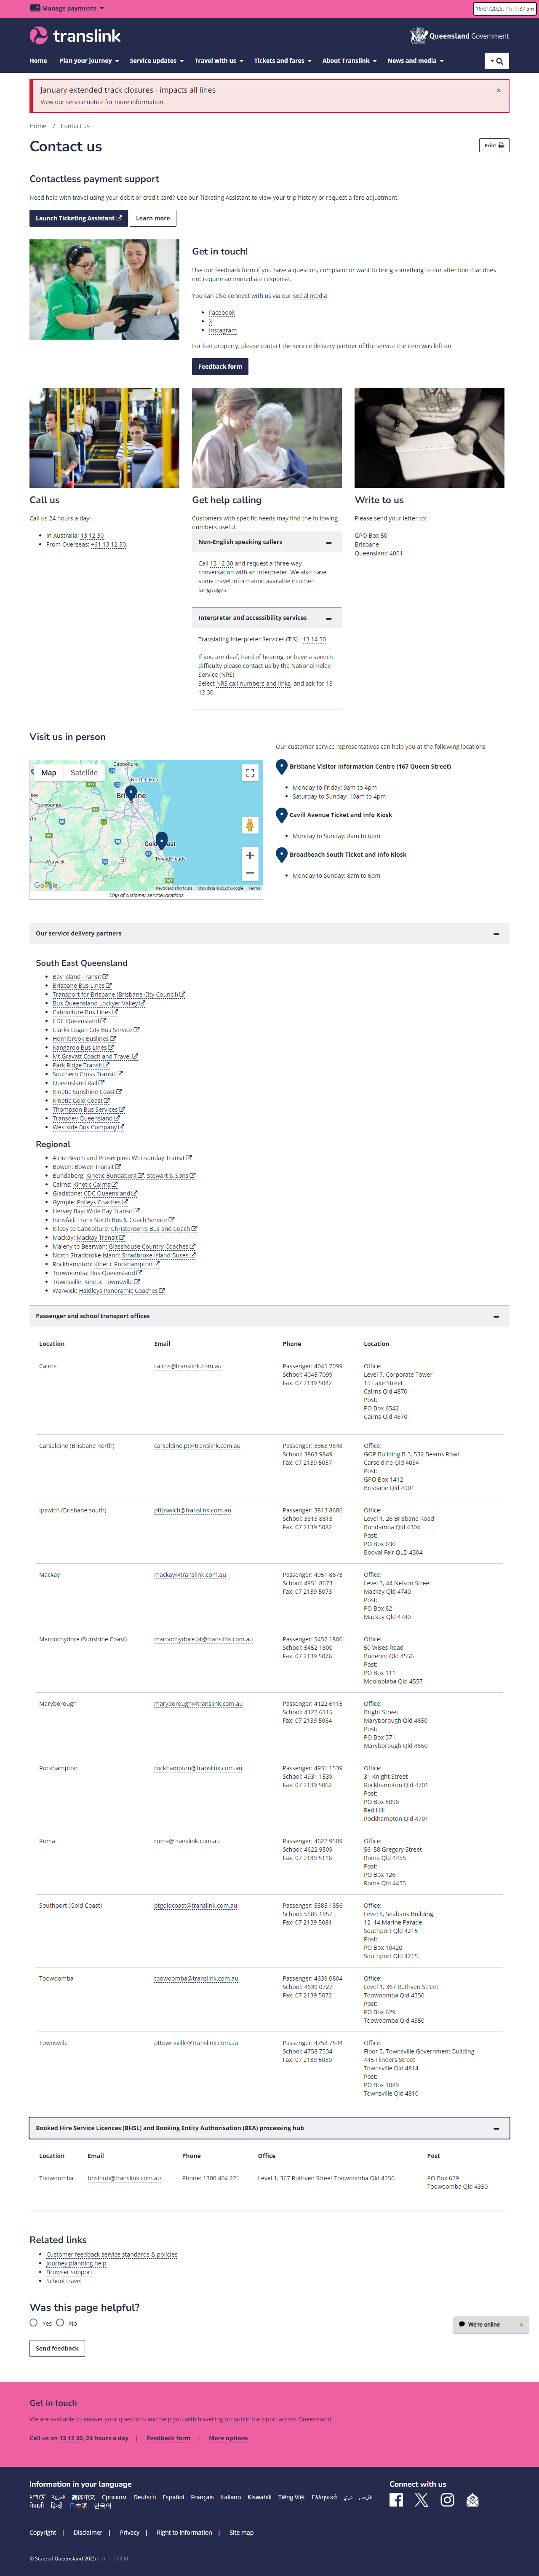 Manage payments
16/01/2025, 11:11:37 am
translink
Queensland Government
Home Plan your journey Service updates Travel with us Tickets and fares About Translink News and media
January extended track closures - impacts all lines ×
View our service notice for more information.
Home / Contact us
Contact us
Print
Contactless payment support
Need help with travel using your debit or credit card? Use our Ticketing Assistant to view your trip history or request a fare adjustment.
Launch Ticketing Assistant Learn more
Get in touch!
Use our feedback form if you have a question, complaint or want to bring something to our attention that does
not require an immediate response.
You can also connect with us via our social media:
Facebook
X
Instagram
For lost property, please contact the service delivery partner of the service the item was left on.
Feedback form
Call us
Call us 24 hours a day:
In Australia: 13 12 30
From Overseas: +61 13 12 30.
Get help calling
Customers with specific needs may find the following
numbers useful.
Non-English speaking callers
Call 13 12 30 and request a three-way
conversation with an interpreter. We also have
some travel information available in other
languages.
Interpreter and accessibility services
Translating Interpreter Services (TIS) - 13 14 50
If you are deaf, hard of hearing, or have a speech
difficulty please contact us by the National Relay
Service (NRS)
Select NRS call numbers and links, and ask for 13
12 30
Write to us
Please send your letter to:
GPO Box 50
Brisbane
Queensland 4001
Visit us in person
Map Satellite
Caboolture
North Lakes
Brisbane
Toowoomba
Gold Coast
Tweed Heads
Warwick
Google
Keyboard shortcuts Map data ©2025 Google Terms
Map of customer service locations
Our customer service representatives can help you at the following locations
Brisbane Visitor Information Centre (167 Queen Street)
Monday to Friday: 9am to 4pm
Saturday to Sunday: 10am to 4pm
Cavill Avenue Ticket and Info Kiosk
Monday to Sunday: 8am to 6pm
Broadbeach South Ticket and Info Kiosk
Monday to Sunday: 8am to 6pm
Our service delivery partners
South East Queensland
Bay Island Transit
Brisbane Bus Lines
Transport for Brisbane (Brisbane City Council)
Bus Queensland Lockyer Valley
Caboolture Bus Lines
CDC Queensland
Clarks Logan City Bus Service
Hornibrook Buslines
Kangaroo Bus Lines
Mt Gravatt Coach and Travel
Park Ridge Transit
Southern Cross Transit
Queensland Rail
Kinetic Sunshine Coast
Kinetic Gold Coast
Thompson Bus Services
Transdev Queensland
Westside Bus Company
Regional
Airlie Beach and Proserpine: Whitsunday Transit
Bowen: Bowen Transit
Bundaberg: Kinetic Bundaberg, Stewart & Sons
Cairns: Kinetic Cairns
Gladstone: CDC Queensland
Gympie: Polleys Coaches
Hervey Bay: Wide Bay Transit
Innisfail: Trans North Bus & Coach Service
Kilcoy to Caboolture: Christensen's Bus and Coach
Mackay: Mackay Transit
Maleny to Beerwah: Glasshouse Country Coaches
North Stradbroke Island: Stradbroke Island Buses
Rockhampton: Kinetic Rockhampton
Toowoomba: Bus Queensland
Townsville: Kinetic Townsville
Warwick: Haidleys Panoramic Coaches
Passenger and school transport offices
Location Email Phone Location
Cairns cairns@translink.com.au Passenger: 4045 7099 Office:
School: 4045 7099 Level 7, Corporate Tower
Fax: 07 2139 5042 15 Lake Street
Cairns Qld 4870
Post:
PO Box 6542
Cairns Qld 4870
Carseldine (Brisbane north) carseldine.pt@translink.com.au Passenger: 3863 9848 Office:
School: 3863 9849 GOP Building B-3, 532 Beams Road
Fax: 07 2139 5057 Carseldine Qld 4034
Post:
GPO Box 1412
Brisbane Qld 4001
Ipswich (Brisbane south) ptipswich@translink.com.au Passenger: 3813 8686 Office:
School: 3813 8613 Level 1, 28 Brisbane Road
Fax: 07 2139 5082 Bundamba Qld 4304
Post:
PO Box 630
Booval Fair QLD 4304
Mackay mackay@translink.com.au Passenger: 4951 8673 Office:
School: 4951 8673 Level 3, 44 Nelson Street
Fax: 07 2139 5073 Mackay Qld 4740
Post:
PO Box 62
Mackay Qld 4740
Maroochydore (Sunshine Coast) maroochydore.pt@translink.com.au Passenger: 5452 1800 Office:
School: 5452 1800 50 Wises Road
Fax: 07 2139 5076 Buderim Qld 4556
Post:
PO Box 111
Mooloolaba Qld 4557
Maryborough maryborough@translink.com.au Passenger: 4122 6115 Office:
School: 4122 6115 Bright Street
Fax: 07 2139 5064 Maryborough Qld 4650
Post:
PO Box 371
Maryborough Qld 4650
Rockhampton rockhampton@translink.com.au Passenger: 4931 1539 Office:
School: 4931 1539 31 Knight Street
Fax: 07 2139 5062 Rockhampton Qld 4701
Post:
PO Box 5096
Red Hill
Rockhampton Qld 4701
Roma roma@translink.com.au Passenger: 4622 9509 Office:
School: 4622 9509 56–58 Gregory Street
Fax: 07 2139 5116 Roma Qld 4455
Post:
PO Box 126
Roma Qld 4455
Southport (Gold Coast) ptgoldcoast@translink.com.au Passenger: 5585 1856 Office:
School: 5585 1857 Level 8, Seabank Building,
Fax: 07 2139 5081 12–14 Marine Parade
Southport Qld 4215
Post:
PO Box 10420
Southport Qld 4215
Toowoomba toowoomba@translink.com.au Passenger: 4639 0804 Office:
School: 4639 0727 Level 1, 367 Ruthven Street
Fax: 07 2139 5072 Toowoomba Qld 4350
Post:
PO Box 629
Toowoomba Qld 4350
Townsville pttownsville@translink.com.au Passenger: 4758 7544 Office:
School: 4758 7534 Floor 5, Townsville Government Building
Fax: 07 2139 5050 445 Flinders Street
Townsville Qld 4814
Post:
PO Box 1089
Townsville Qld 4810
Booked Hire Service Licences (BHSL) and Booking Entity Authorisation (BEA) processing hub
Location Email Phone Office Post
Toowoomba bhslhub@translink.com.au Phone: 1300 404 221 Level 1, 367 Ruthven Street Toowoomba Qld 4350 PO Box 629
Toowoomba Qld 4350
Related links
Customer feedback service standards & policies
Journey planning help
Browser support
School travel
Was this page helpful?
Yes No
We're online
Send feedback
Get in touch
We are available to answer your questions and help you with travelling on public transport across Queensland.
Call us on 13 12 30, 24 hours a day | Feedback form | More options
Information in your language
አማርኛ العربية 简体中文 Српском Deutsch Español Français Italiano Kiswahili Tiếng Việt Ελληνικά دری فارسی
नेपाली हिन्दी 日本語 한국어
Connect with us
Copyright | Disclaimer | Privacy | Right to information | Site map
© State of Queensland 2025 v. 6.11.18350